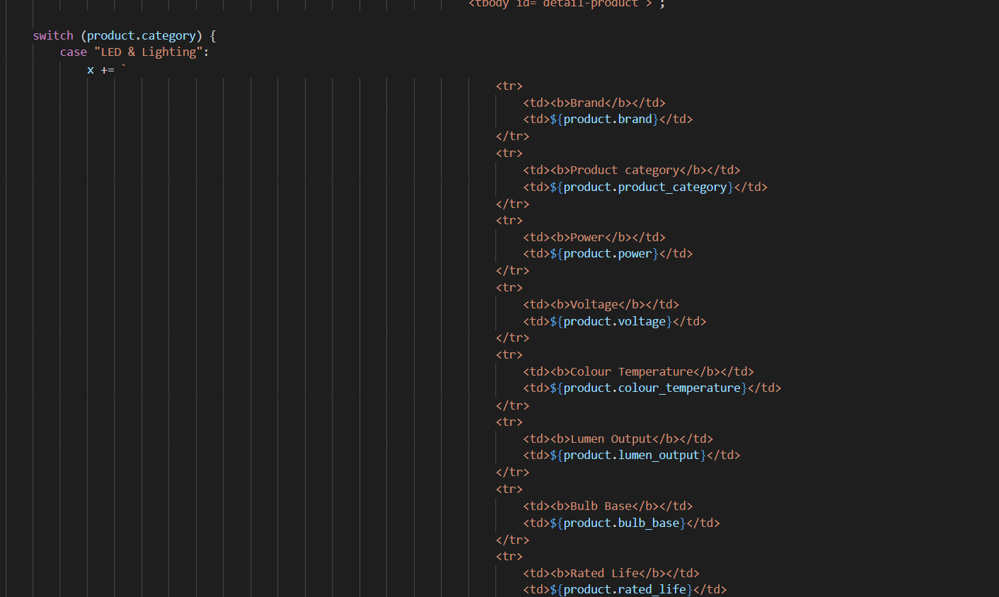 <tbody id="detail-product">`;
switch (product.category) {
case "LED & Lighting":
x += `
<tr>
<td><b>Brand</b></td>
<td>${product.brand}</td>
</tr>
<tr>
<td><b>Product category</b></td>
<td>${product.product_category}</td>
</tr>
<tr>
<td><b>Power</b></td>
<td>${product.power}</td>
</tr>
<tr>
<td><b>Voltage</b></td>
<td>${product.voltage}</td>
</tr>
<tr>
<td><b>Colour Temperature</b></td>
<td>${product.colour_temperature}</td>
</tr>
<tr>
<td><b>Lumen Output</b></td>
<td>${product.lumen_output}</td>
</tr>
<tr>
<td><b>Bulb Base</b></td>
<td>${product.bulb_base}</td>
</tr>
<tr>
<td><b>Rated Life</b></td>
<td>${product.rated_life}</td>